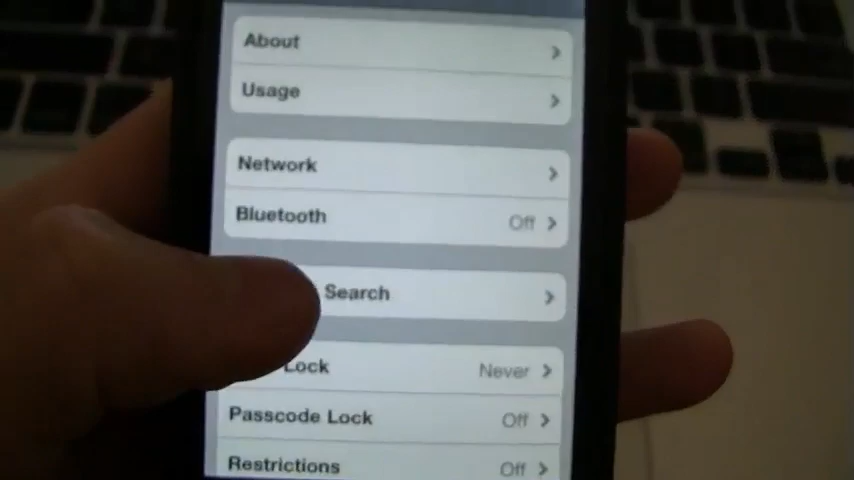 About
Usage
Network
Bluetooth Off
Search
Lock Never
Passcode Lock Off
Restrictions Off